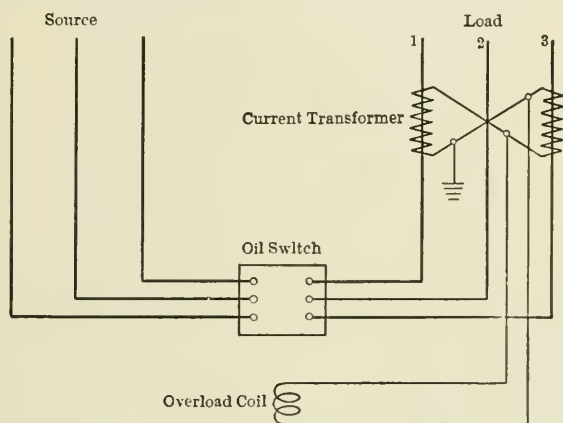 Source
Load
1
2
3
Current Transformer
Oil Switch
Overload Coil